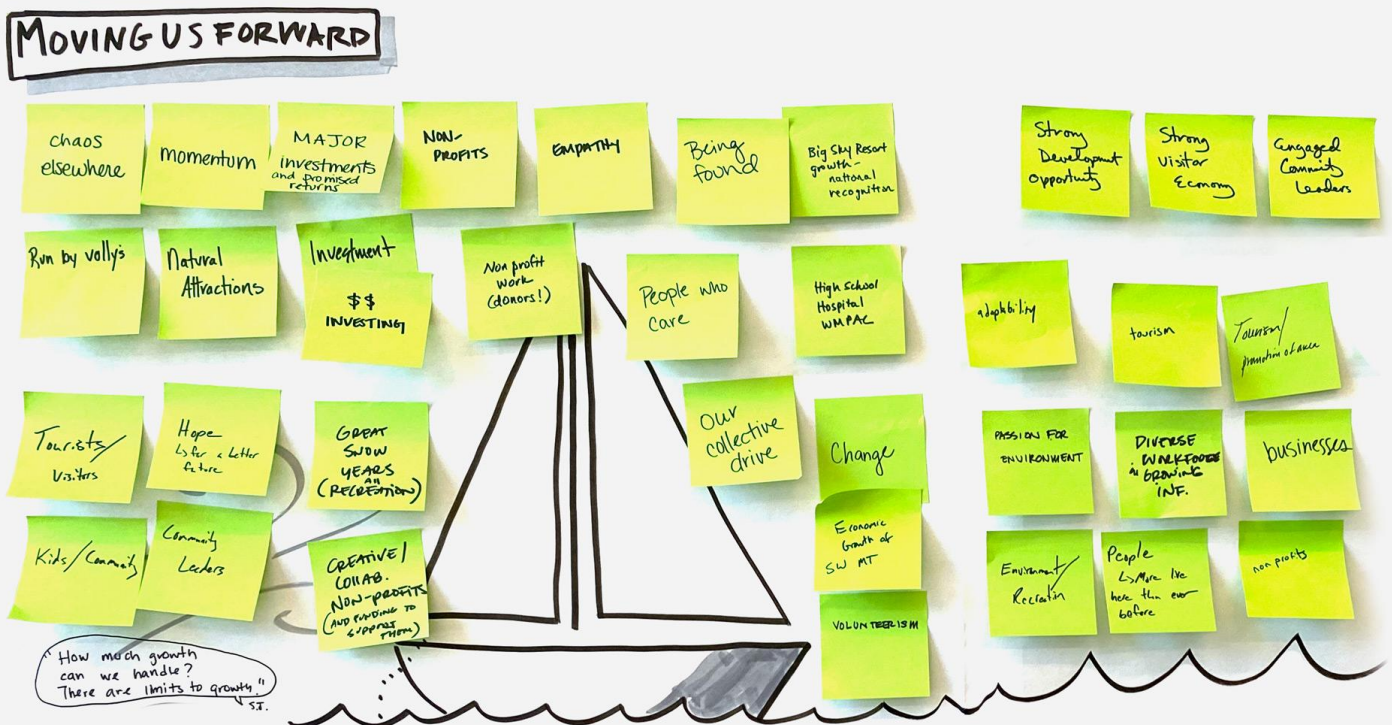 MOVING US FORWARD
chaos
elsewhere
momentum
MAJOR
investments
and promised
returns
NON-
PROFITS
EMPATHY
Being
found
Big Sky Resort
growth-
national
recognition
Strong
Development
Opportunity
Strong
Visitor
Economy
Engaged
Commity
Leaders
Run by volly's
Natural
Attractions
Investment
$$
INVESTING
Non profit
work
(donors!)
People who
care
High School
Hospital
WMPAC
adaptability
tourism
Tourism/
promotion of area
Tourists/
Visitors
Hope
↳ for a better
future
GREAT
SNOW
YEARS
(RECREATION)
Our
collective
drive
Change
PASSION FOR
ENVIRONMENT
DIVERSE
WORKFORCE
GROWING
INF.
businesses
Kids/Community
Community
Leaders
CREATIVE/
COLLAB.
NON-PROFITS
(AND FUNDING TO
SUPPORT
THEM)
Economic
Growth of
SW MT
VOLUNTEERISM
Environment/
Recreation
People
↳ More live
here than ever
before
non profits
"How much growth
can we handle?
There are limits to growth."
S.J.